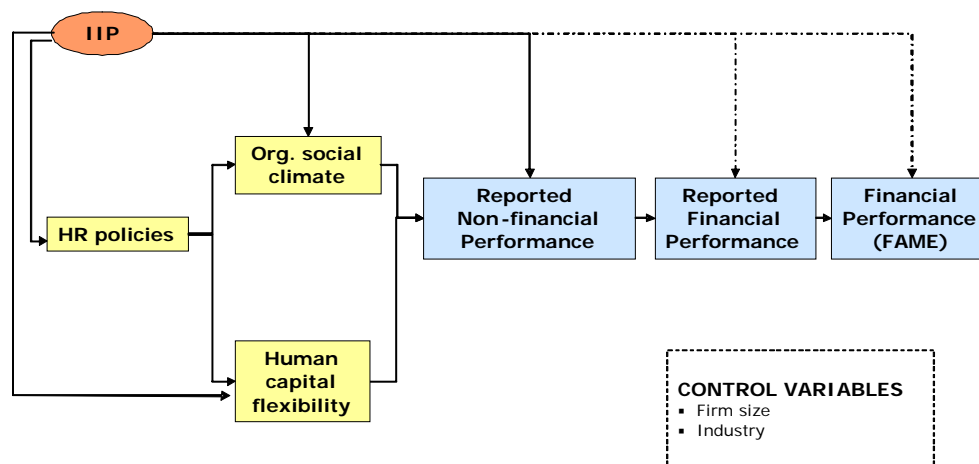 IIP
Org. social
climate
HR policies
Reported
Non-financial
Performance
Reported
Financial
Performance
Financial
Performance
(FAME)
Human
capital
flexibility
CONTROL VARIABLES
▪ Firm size
▪ Industry